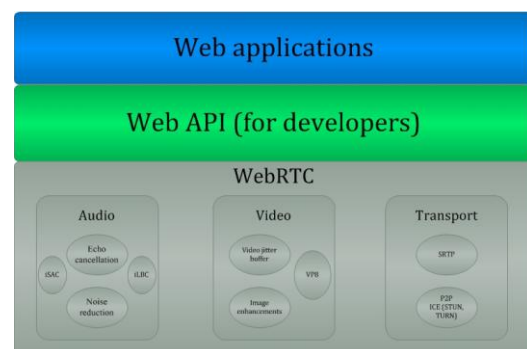 Web applications
Web API (for developers)
WebRTC
Audio
Echo
cancellation
iSAC
iLBC
Noise
reduction
Video
Video jitter
buffer
VP8
Image
enhancements
Transport
SRTP
P2P
ICE (STUN,
TURN)